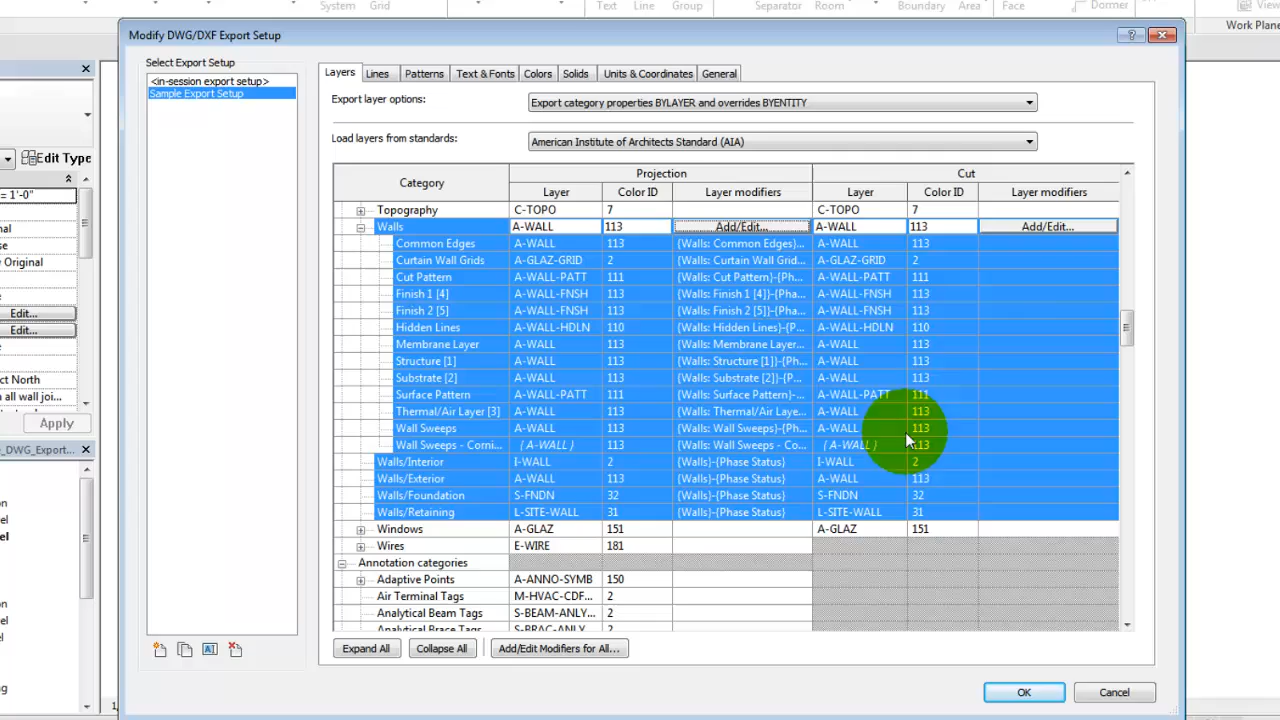 System Grid Text Line Group Separator Room Boundary Area Face Dormer View
Work Plane
Modify DWG/DXF Export Setup
Select Export Setup
<in-session export setup>
Sample Export Setup
Layers Lines Patterns Text & Fonts Colors Solids Units & Coordinates General
Export layer options: Export category properties BYLAYER and overrides BYENTITY
Load layers from standards: American Institute of Architects Standard (AIA)
Category Projection Cut
Layer Color ID Layer modifiers Layer Color ID Layer modifiers
Topography C-TOPO 7 C-TOPO 7
Walls A-WALL 113 Add/Edit... A-WALL 113 Add/Edit...
Common Edges A-WALL 113 {Walls: Common Edges}... A-WALL 113
Curtain Wall Grids A-GLAZ-GRID 2 {Walls: Curtain Wall Grid... A-GLAZ-GRID 2
Cut Pattern A-WALL-PATT 111 {Walls: Cut Pattern}-{Ph... A-WALL-PATT 111
Finish 1 [4] A-WALL-FNSH 113 {Walls: Finish 1 [4]}-{Pha... A-WALL-FNSH 113
Finish 2 [5] A-WALL-FNSH 113 {Walls: Finish 2 [5]}-{Pha... A-WALL-FNSH 113
Hidden Lines A-WALL-HDLN 110 {Walls: Hidden Lines}-{P... A-WALL-HDLN 110
Membrane Layer A-WALL 113 {Walls: Membrane Layer... A-WALL 113
Structure [1] A-WALL 113 {Walls: Structure [1]}-{Ph... A-WALL 113
Substrate [2] A-WALL 113 {Walls: Substrate [2]}-{P... A-WALL 113
Surface Pattern A-WALL-PATT 111 {Walls: Surface Pattern}-... A-WALL-PATT 111
Thermal/Air Layer [3] A-WALL 113 {Walls: Thermal/Air Laye... A-WALL 113
Wall Sweeps A-WALL 113 {Walls: Wall Sweeps}-{Ph... A-WALL 113
Wall Sweeps - Corni... { A-WALL } 113 {Walls: Wall Sweeps - Co... { A-WALL } 113
Walls/Interior I-WALL 2 {Walls}-{Phase Status} I-WALL 2
Walls/Exterior A-WALL 113 {Walls}-{Phase Status} A-WALL 113
Walls/Foundation S-FNDN 32 {Walls}-{Phase Status} S-FNDN 32
Walls/Retaining L-SITE-WALL 31 {Walls}-{Phase Status} L-SITE-WALL 31
Windows A-GLAZ 151 A-GLAZ 151
Wires E-WIRE 181
Annotation categories
Adaptive Points A-ANNO-SYMB 150
Air Terminal Tags M-HVAC-CDF... 2
Analytical Beam Tags S-BEAM-ANLY... 2
Analytical Brace Tags S-BRAC-ANLY 2
Expand All Collapse All Add/Edit Modifiers for All...
OK Cancel
Edit Type
= 1'-0"
Original
Edit...
Edit...
ct North
all wall joi...
Apply
e_DWG_Export...